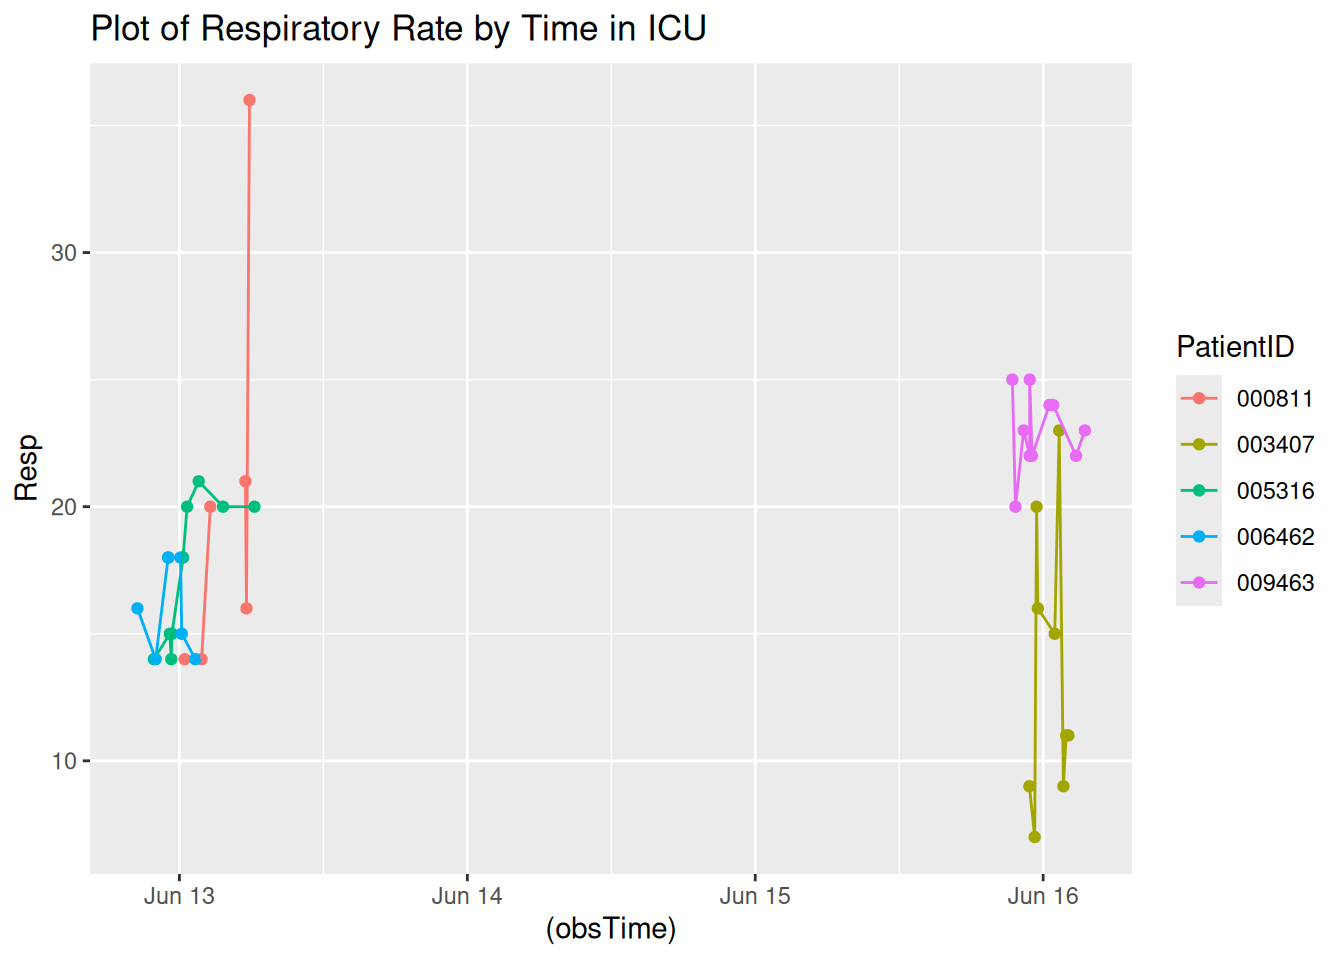 Plot of Respiratory Rate by Time in ICU
Resp
30
20
10
Jun 13
Jun 14
Jun 15
Jun 16
(obsTime)
PatientID
000811
003407
005316
006462
009463